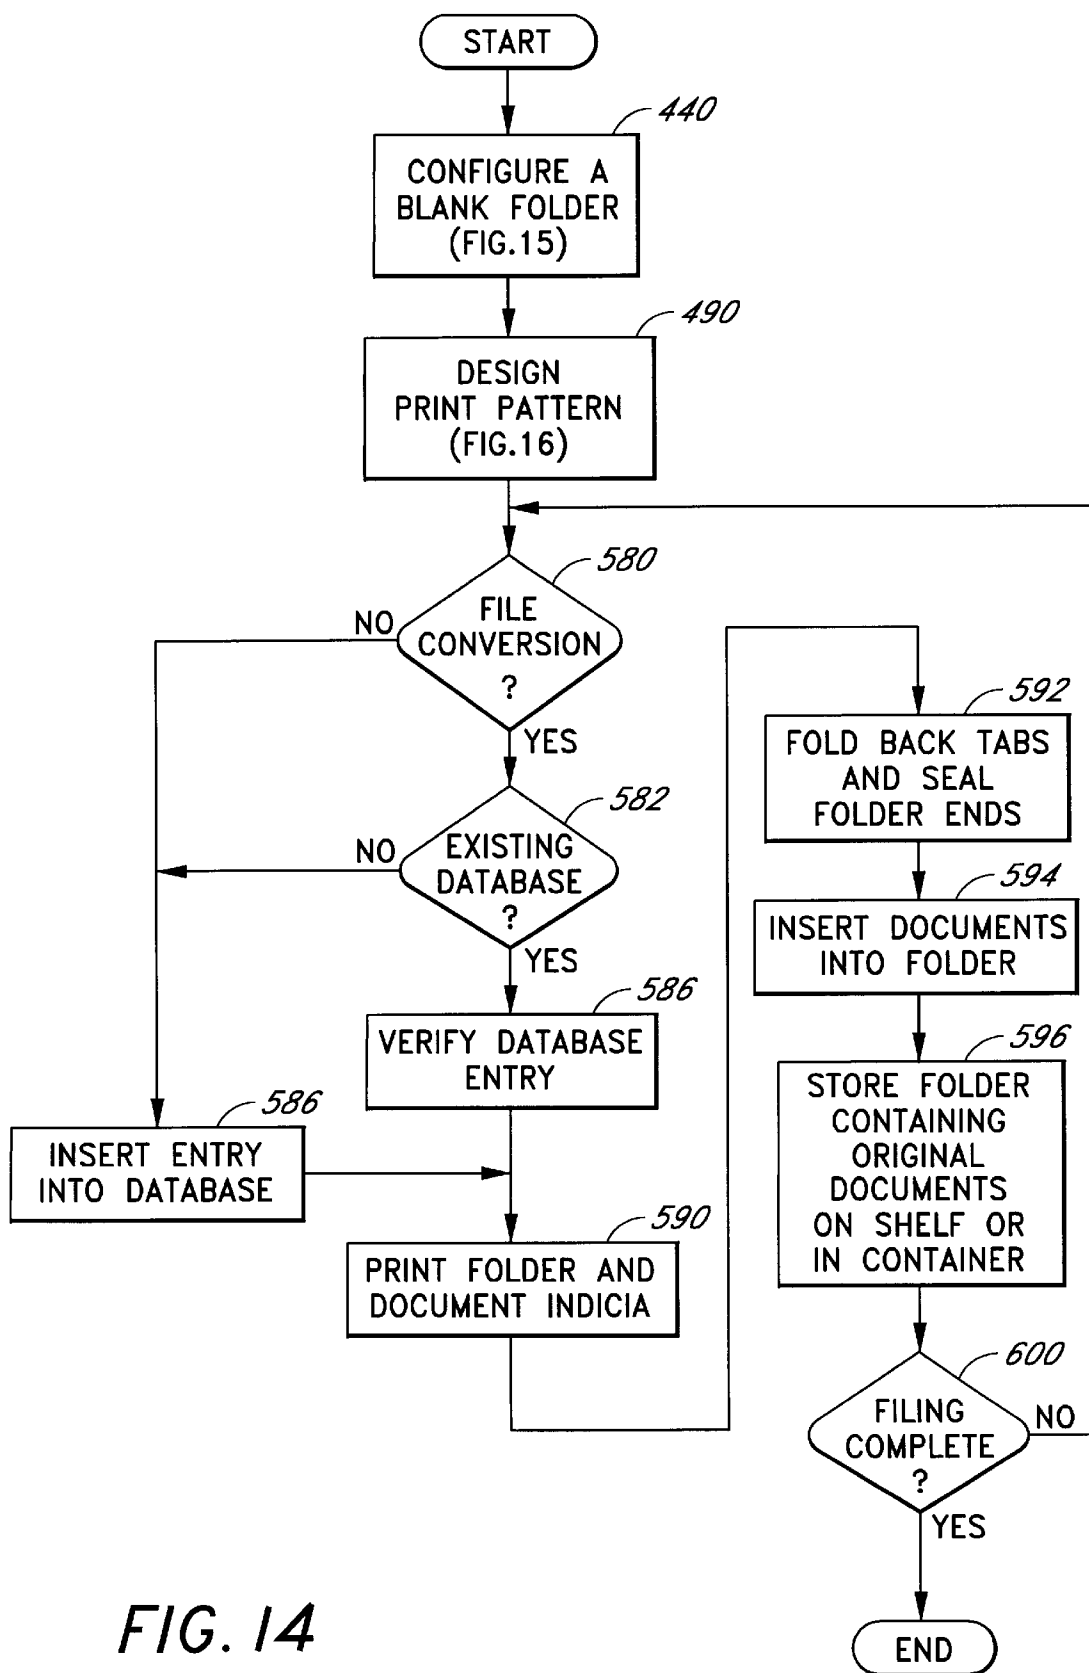 START
440
CONFIGURE A
BLANK FOLDER
(FIG.15)
490
DESIGN
PRINT PATTERN
(FIG.16)
580
FILE
CONVERSION
?
NO
YES
582
EXISTING
DATABASE
?
NO
YES
586
VERIFY DATABASE
ENTRY
586
INSERT ENTRY
INTO DATABASE
590
PRINT FOLDER AND
DOCUMENT INDICIA
592
FOLD BACK TABS
AND SEAL
FOLDER ENDS
594
INSERT DOCUMENTS
INTO FOLDER
596
STORE FOLDER
CONTAINING
ORIGINAL
DOCUMENTS
ON SHELF OR
IN CONTAINER
600
FILING
COMPLETE
?
NO
YES
END
FIG. 14